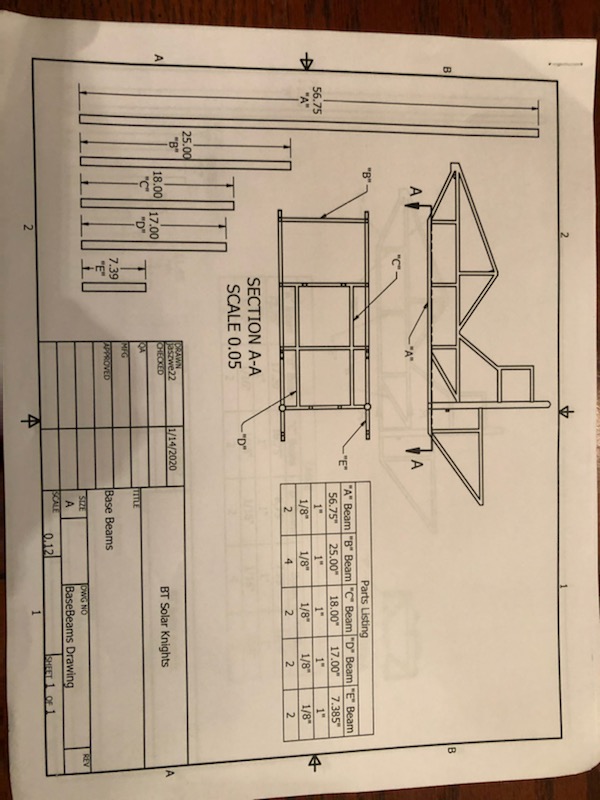 2
1
B
B
A
A
"A"
"C"
"B"
"E"
"D"
SECTION A-A
SCALE 0.05
56.75
"A"
25.00
"B"
18.00
"C"
17.00
"D"
7.39
"E"
Parts Listing
"A" Beam "B" Beam "C" Beam "D" Beam "E" Beam
56.75" 25.00" 18.00" 17.00" 7.385"
1" 1" 1" 1" 1"
1/8" 1/8" 1/8" 1/8" 1/8"
2 4 2 2 2
A
A
DRAWN
jaszwe22 1/14/2020
CHECKED
QA
MFG
APPROVED
BT Solar Knights
TITLE
Base Beams
SIZE
A
DWG NO
BaseBeams Drawing
REV
SCALE
0.12
SHEET 1 OF 1
2
1